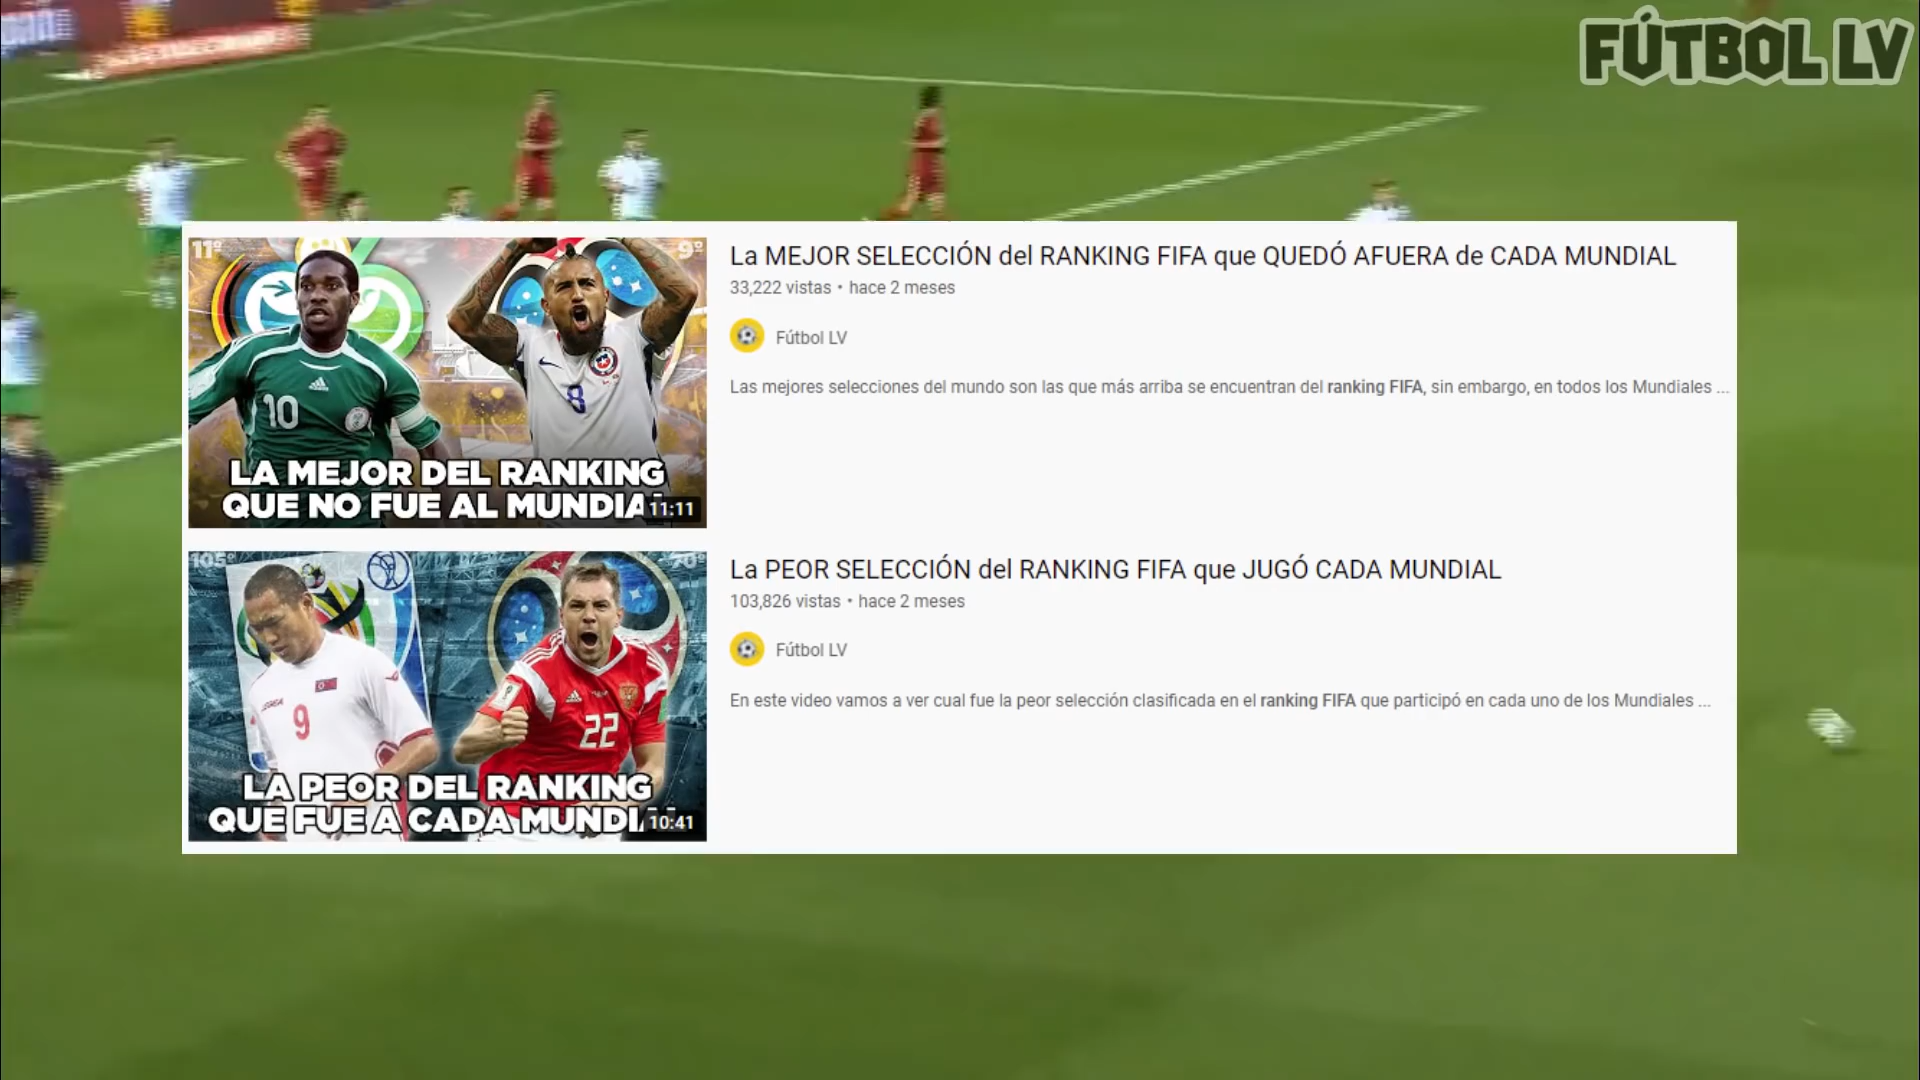 FÚTBOL LV
11º
9º
10
8
LA MEJOR DEL RANKING
QUE NO FUE AL MUNDIAL
11:11
La MEJOR SELECCIÓN del RANKING FIFA que QUEDÓ AFUERA de CADA MUNDIAL
33,222 vistas • hace 2 meses
Fútbol LV
Las mejores selecciones del mundo son las que más arriba se encuentran del ranking FIFA, sin embargo, en todos los Mundiales ...
105º
70º
9
22
LA PEOR DEL RANKING
QUE FUE A CADA
10:41
La PEOR SELECCIÓN del RANKING FIFA que JUGÓ CADA MUNDIAL
103,826 vistas • hace 2 meses
Fútbol LV
En este video vamos a ver cual fue la peor selección clasificada en el ranking FIFA que participó en cada uno de los Mundiales ...